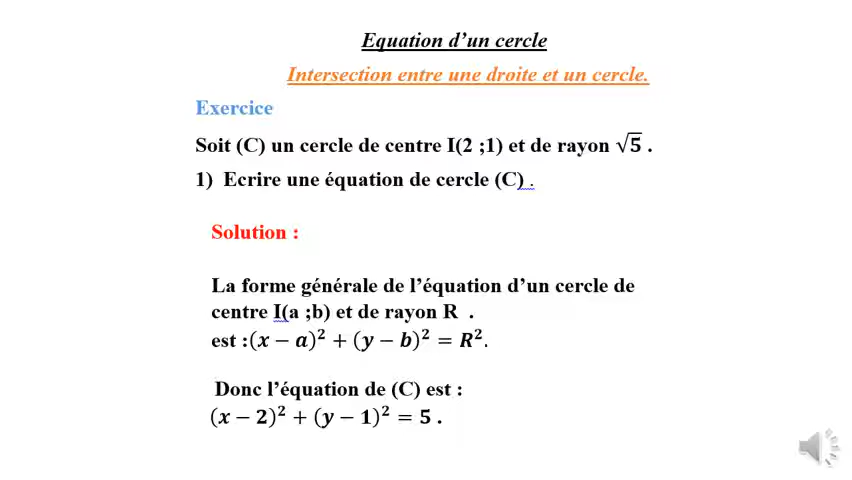 Equation d’un cercle
Intersection entre une droite et un cercle.
Exercice
Soit (C) un cercle de centre I(2 ;1) et de rayon √5 .
1) Ecrire une équation de cercle (C) .
Solution :
La forme générale de l’équation d’un cercle de
centre I(a ;b) et de rayon R .
est :(x − a)² + (y − b)² = R².
Donc l’équation de (C) est :
(x − 2)² + (y − 1)² = 5 .